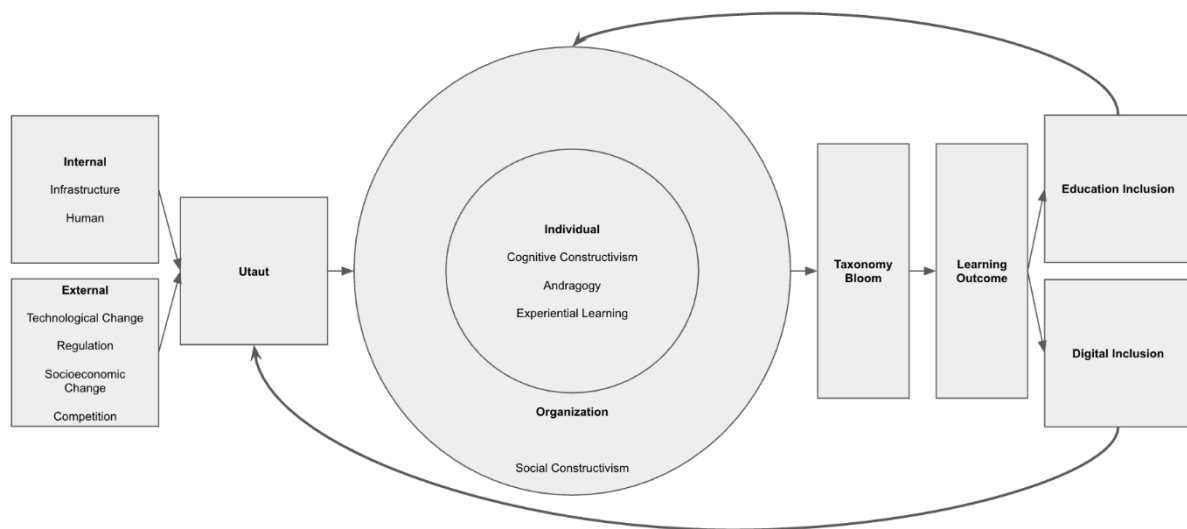 Internal
Infrastructure
Human
External
Technological Change
Regulation
Socioeconomic
Change
Competition
Utaut
Individual
Cognitive Constructivism
Andragogy
Experiential Learning
Organization
Social Constructivism
Taxonomy
Bloom
Learning
Outcome
Education Inclusion
Digital Inclusion